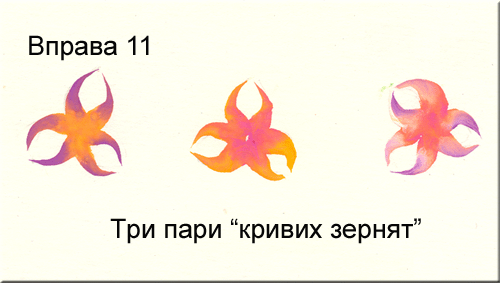 Вправа 11
Три пари “кривих зернят”